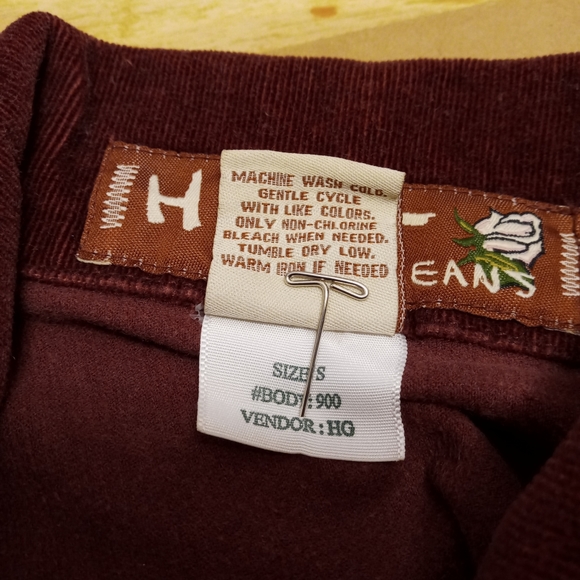 H
EANS
MACHINE WASH COLD.
GENTLE CYCLE
WITH LIKE COLORS.
ONLY NON-CHLORINE
BLEACH WHEN NEEDED.
TUMBLE DRY LOW.
WARM IRON IF NEEDED
SIZE: S
#BODY: 900
VENDOR: HG